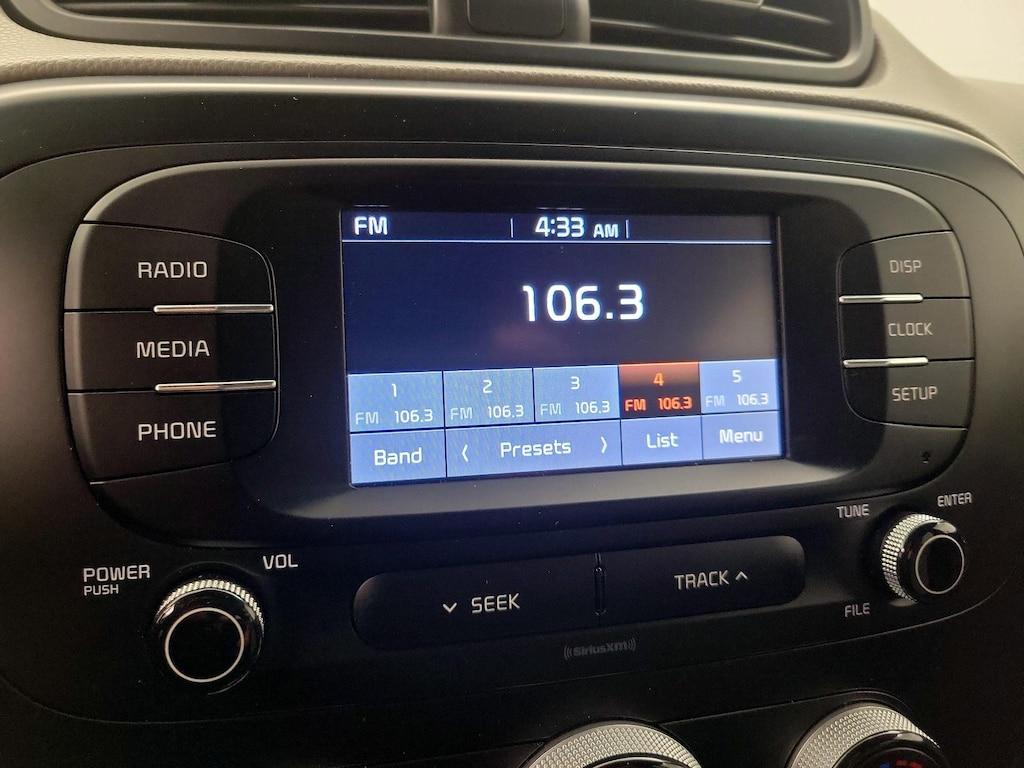 FM 4:33 AM
106.3
1 2 3 4 5
FM 106.3 FM 106.3 FM 106.3 FM 106.3 FM 106.3
Band Presets List Menu
RADIO
MEDIA
PHONE
DISP
CLOCK
SETUP
POWER
PUSH
VOL
SEEK
TRACK
TUNE
ENTER
FILE
SiriusXM